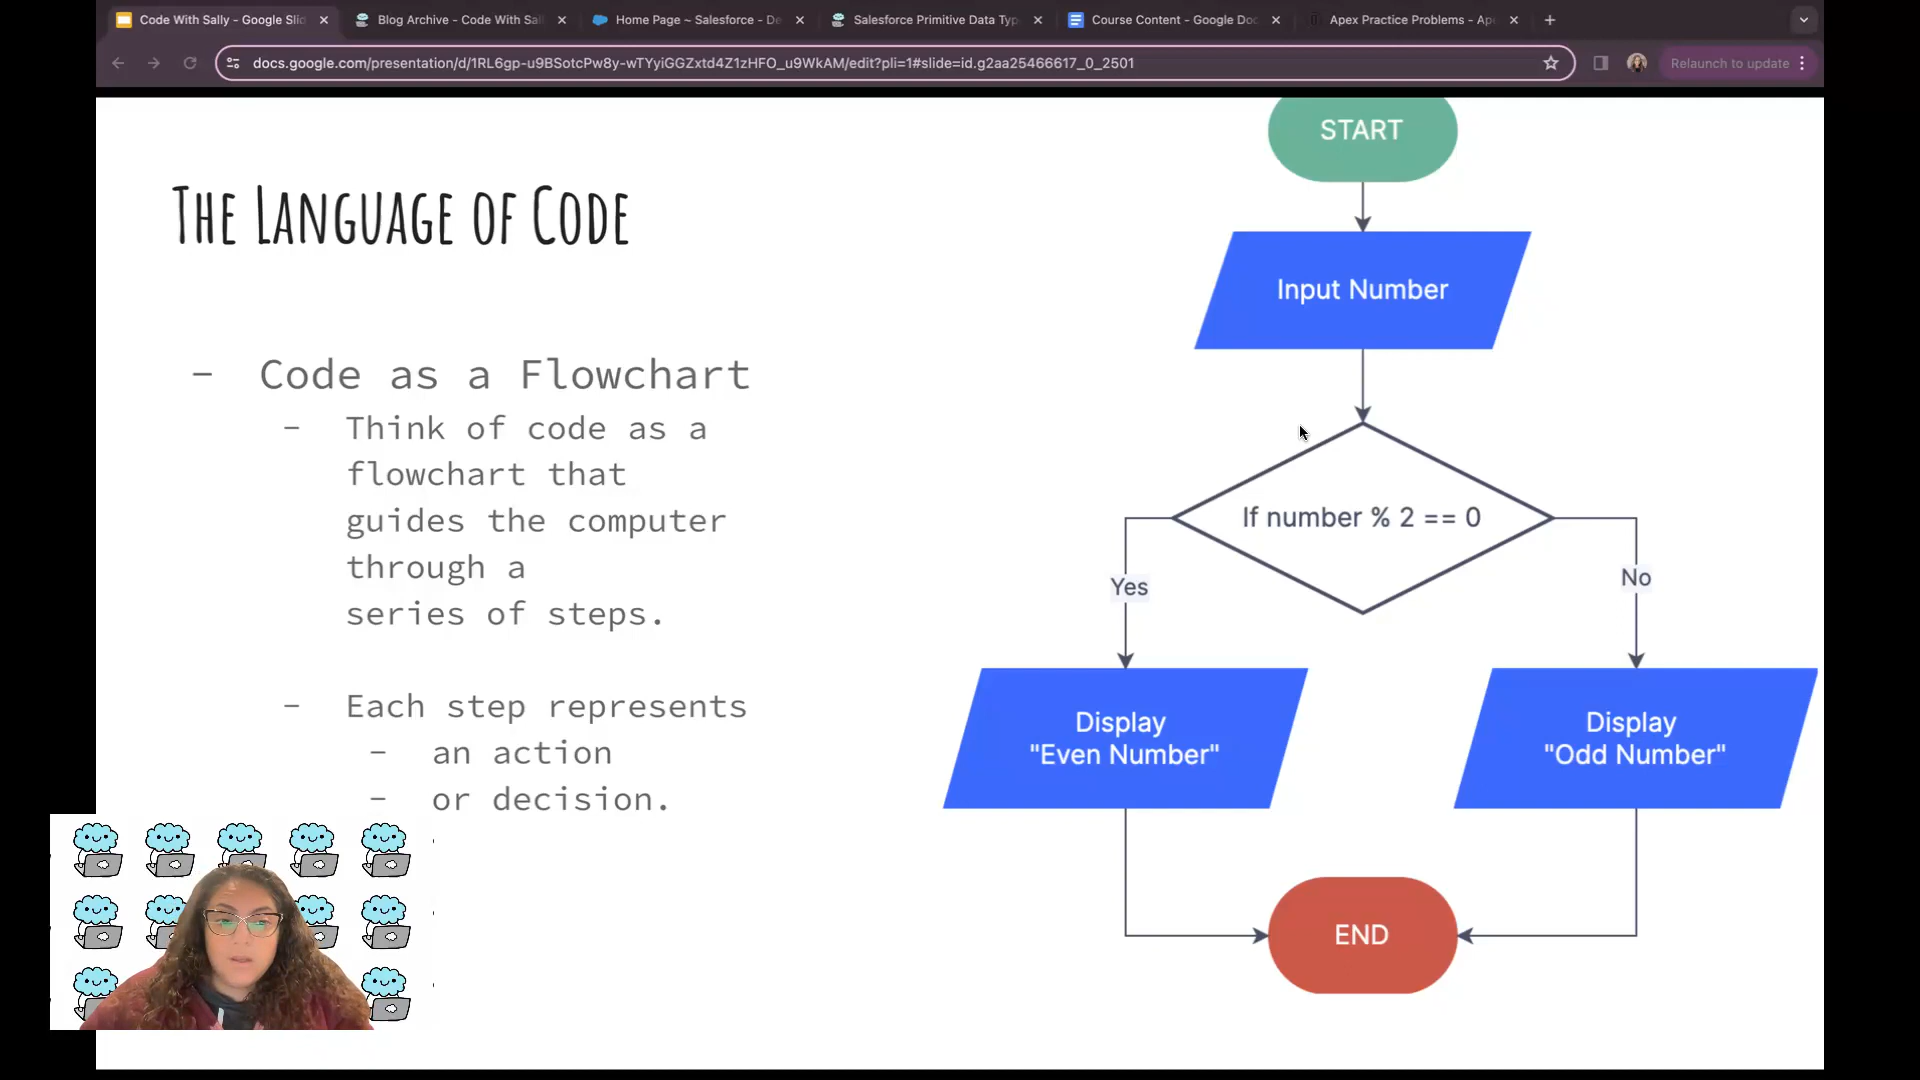 Code With Sally - Google Slid
Blog Archive - Code With Sal
Home Page ~ Salesforce - De
Salesforce Primitive Data Typ
Course Content - Google Doc
Apex Practice Problems - Ap
docs.google.com/presentation/d/1RL6gp-u9BSotcPw8y-wTYyiGGZxtd4Z1zHFO_u9WkAM/edit?pli=1#slide=id.g2aa25466617_0_2501
Relaunch to update
The Language of Code
- Code as a Flowchart
- Think of code as a
flowchart that
guides the computer
through a
series of steps.
- Each step represents
- an action
- or decision.
START
Input Number
If number % 2 == 0
Yes
No
Display
"Even Number"
Display
"Odd Number"
END